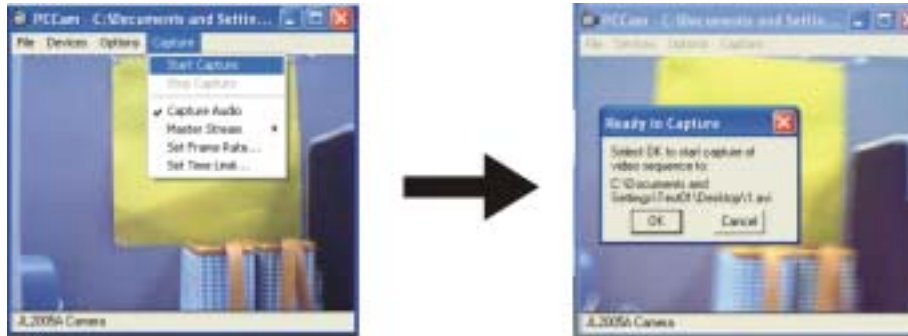 PCCam - C:\Documents and Settin...
File Devices Options Capture
Start Capture
Stop Capture
Capture Audio
Master Stream
Set Frame Rate...
Set Time Limit...
JL2005A Camera
PCCam - C:\Documents and Settin...
File Devices Options Capture
Ready to Capture
Select OK to start capture of
video sequence to:
C:\Documents and
Settings\Test01\Desktop\1.avi
OK Cancel
JL2005A Camera